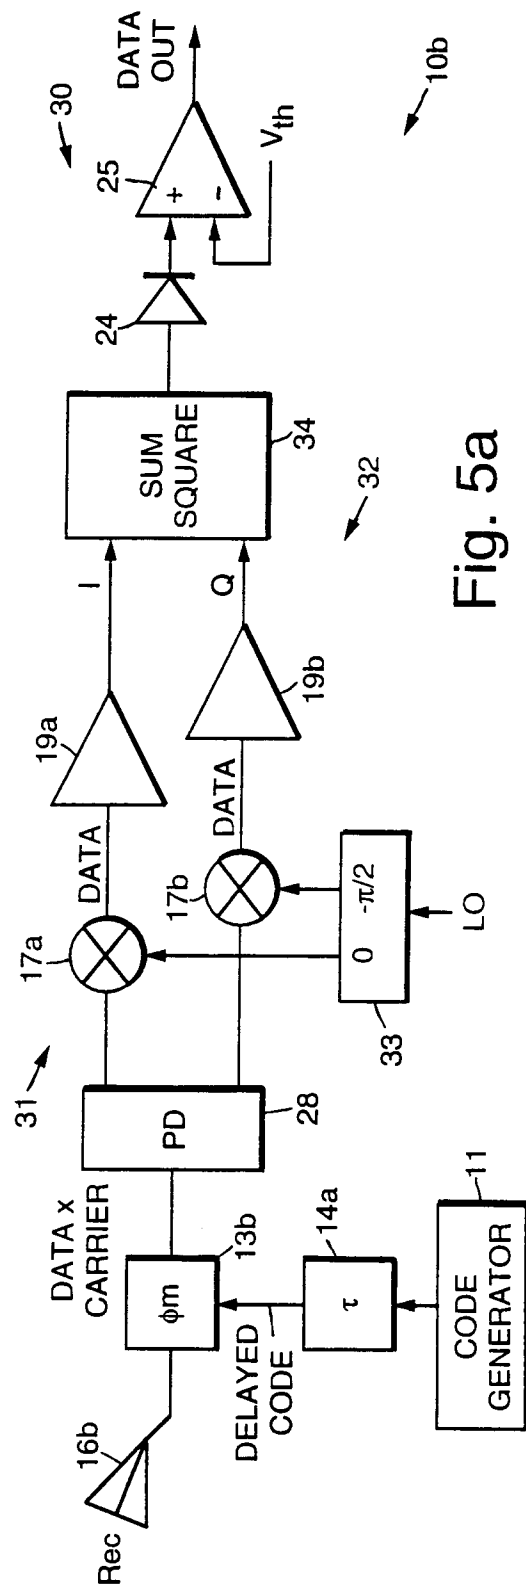 Rec
16b
φm
13b
DATA x
CARRIER
DELAYED
CODE
τ
14a
CODE
GENERATOR
11
PD
28
31
17a
17b
DATA
DATA
0 -π/2
33
LO
19a
19b
I
Q
SUM
SQUARE
34
32
24
25
+
-
Vth
30
DATA
OUT
10b
Fig. 5a